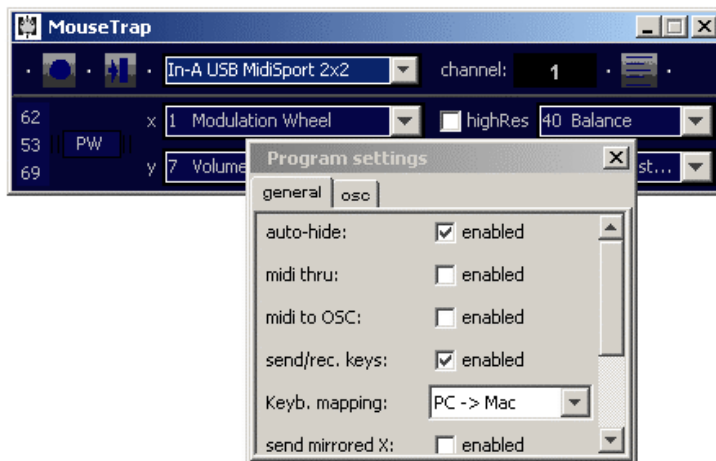 MouseTrap
In-A USB MidiSport 2x2 channel: 1
62 x 1 Modulation Wheel highRes 40 Balance
53 PW
69 y 7 Volume st...
Program settings
general osc
auto-hide: enabled
midi thru: enabled
midi to OSC: enabled
send/rec. keys: enabled
Keyb. mapping: PC -> Mac
send mirrored X: enabled